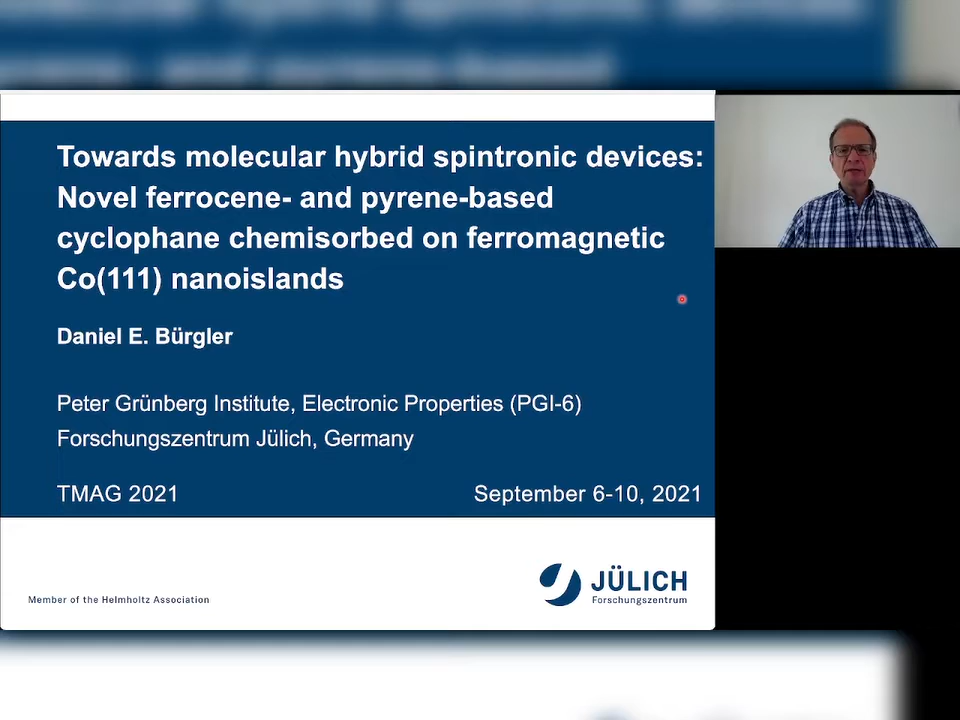 Towards molecular hybrid spintronic devices:
Novel ferrocene- and pyrene-based
cyclophane chemisorbed on ferromagnetic
Co(111) nanoislands
Daniel E. Bürgler
Peter Grünberg Institute, Electronic Properties (PGI-6)
Forschungszentrum Jülich, Germany
TMAG 2021 September 6-10, 2021
Member of the Helmholtz Association
JÜLICH
Forschungszentrum